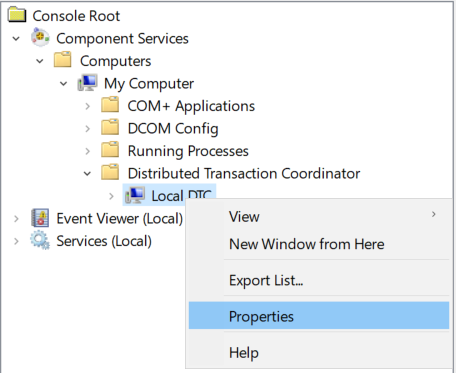 Console Root
Component Services
Computers
My Computer
COM+ Applications
DCOM Config
Running Processes
Distributed Transaction Coordinator
Local DTC
Event Viewer (Local)
Services (Local)
View
New Window from Here
Export List...
Properties
Help